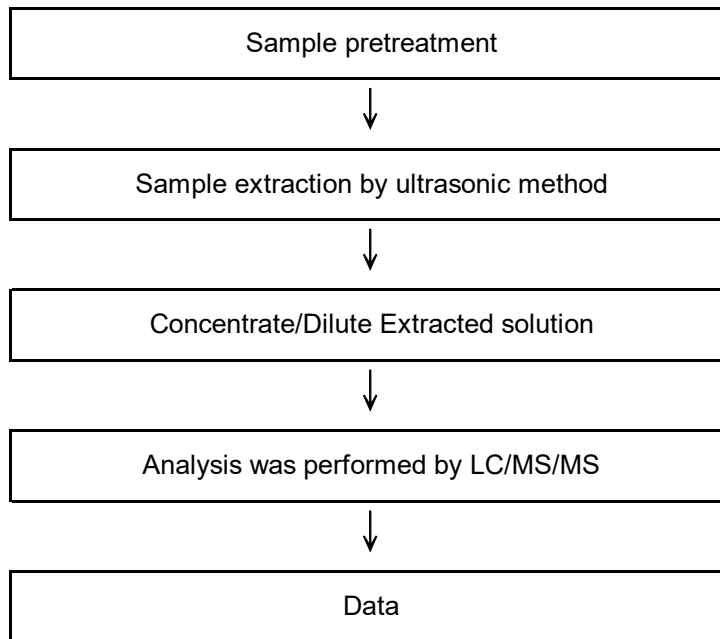 Sample pretreatment
Sample extraction by ultrasonic method
Concentrate/Dilute Extracted solution
Analysis was performed by LC/MS/MS
Data